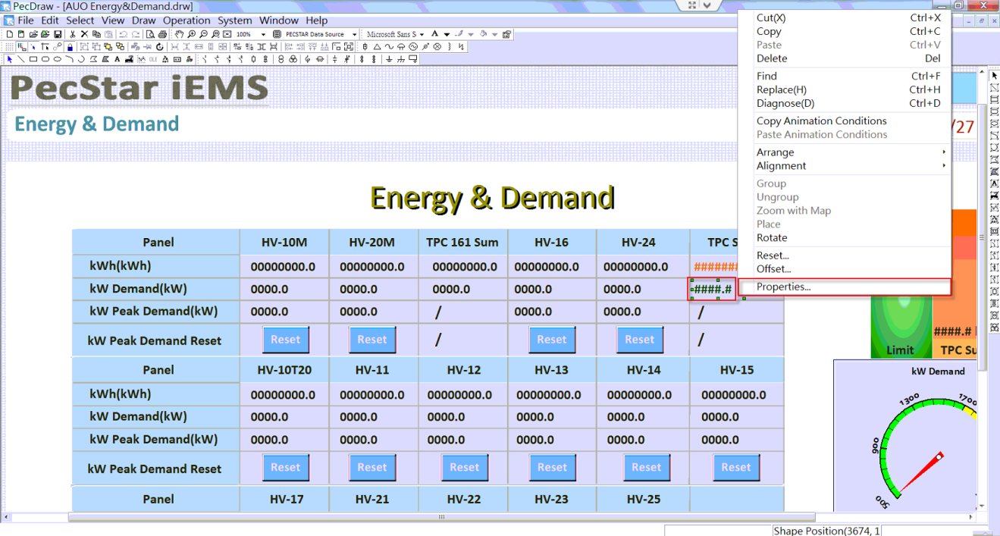 PecDraw - [AUO Energy&Demand.drw]
File Edit Select View Draw Operation System Window Help
100% PECSTAR Data Source Microsoft Sans S
PecStar iEMS
Energy & Demand
/27
Energy & Demand
Panel HV-10M HV-20M TPC 161 Sum HV-16 HV-24 TPC S
kWh(kWh) 00000000.0 00000000.0 00000000.0 00000000.0 00000000.0 #######
kW Demand(kW) 0000.0 0000.0 0000.0 0000.0 0000.0 ####.#
kW Peak Demand(kW) 0000.0 0000.0 / 0000.0 0000.0 /
kW Peak Demand Reset Reset Reset / Reset Reset /
Panel HV-10T20 HV-11 HV-12 HV-13 HV-14 HV-15
kWh(kWh) 00000000.0 00000000.0 00000000.0 00000000.0 00000000.0 00000000.0
kW Demand(kW) 0000.0 0000.0 0000.0 0000.0 0000.0 0000.0
kW Peak Demand(kW) 0000.0 0000.0 0000.0 0000.0 0000.0 0000.0
kW Peak Demand Reset Reset Reset Reset Reset Reset Reset
Panel HV-17 HV-21 HV-22 HV-23 HV-25
Cut(X) Ctrl+X
Copy Ctrl+C
Paste Ctrl+V
Delete Del
Find Ctrl+F
Replace(H) Ctrl+H
Diagnose(D) Ctrl+D
Copy Animation Conditions
Paste Animation Conditions
Arrange
Alignment
Group
Ungroup
Zoom with Map
Place
Rotate
Reset...
Offset...
Properties...
####.#
Limit TPC Su
kW Demand
500
900
1300
1700
Shape Position(3674, 1